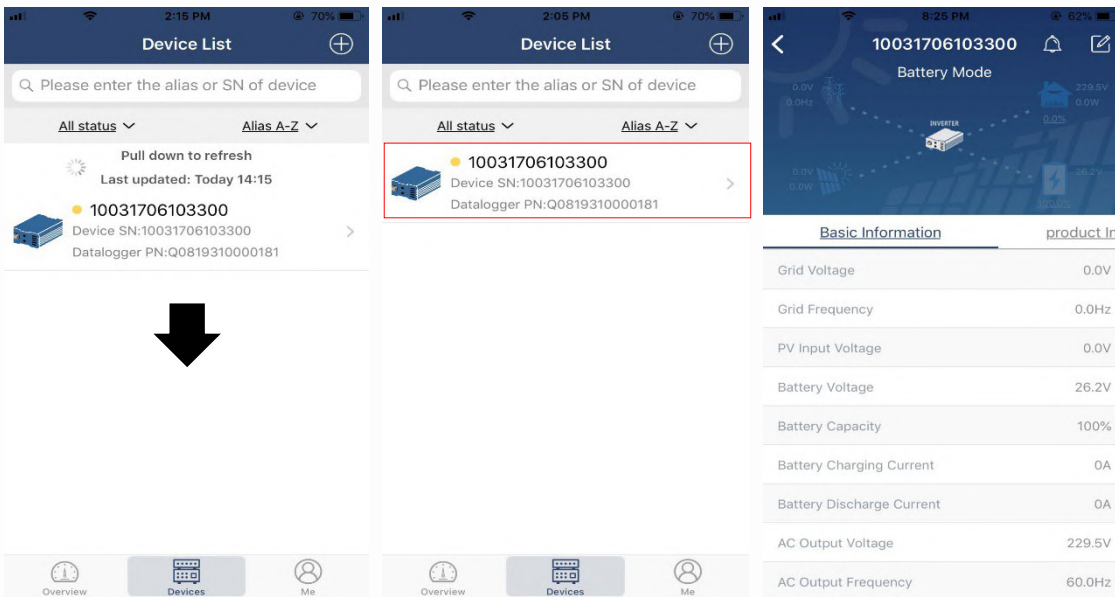 2:15 PM
70%
Device List
Please enter the alias or SN of device
All status
Alias A-Z
Pull down to refresh
Last updated: Today 14:15
10031706103300
Device SN:10031706103300
Datalogger PN:Q0819310000181
Overview
Devices
Me
2:05 PM
70%
Device List
Please enter the alias or SN of device
All status
Alias A-Z
10031706103300
Device SN:10031706103300
Datalogger PN:Q0819310000181
Overview
Devices
Me
8:25 PM
62%
10031706103300
Battery Mode
0.0V
0.0Hz
229.5V
0.0W
0.0%
INVERTER
0.0V
0.0W
26.2V
100.0%
Basic Information
product In
Grid Voltage 0.0V
Grid Frequency 0.0Hz
PV Input Voltage 0.0V
Battery Voltage 26.2V
Battery Capacity 100%
Battery Charging Current 0A
Battery Discharge Current 0A
AC Output Voltage 229.5V
AC Output Frequency 60.0Hz